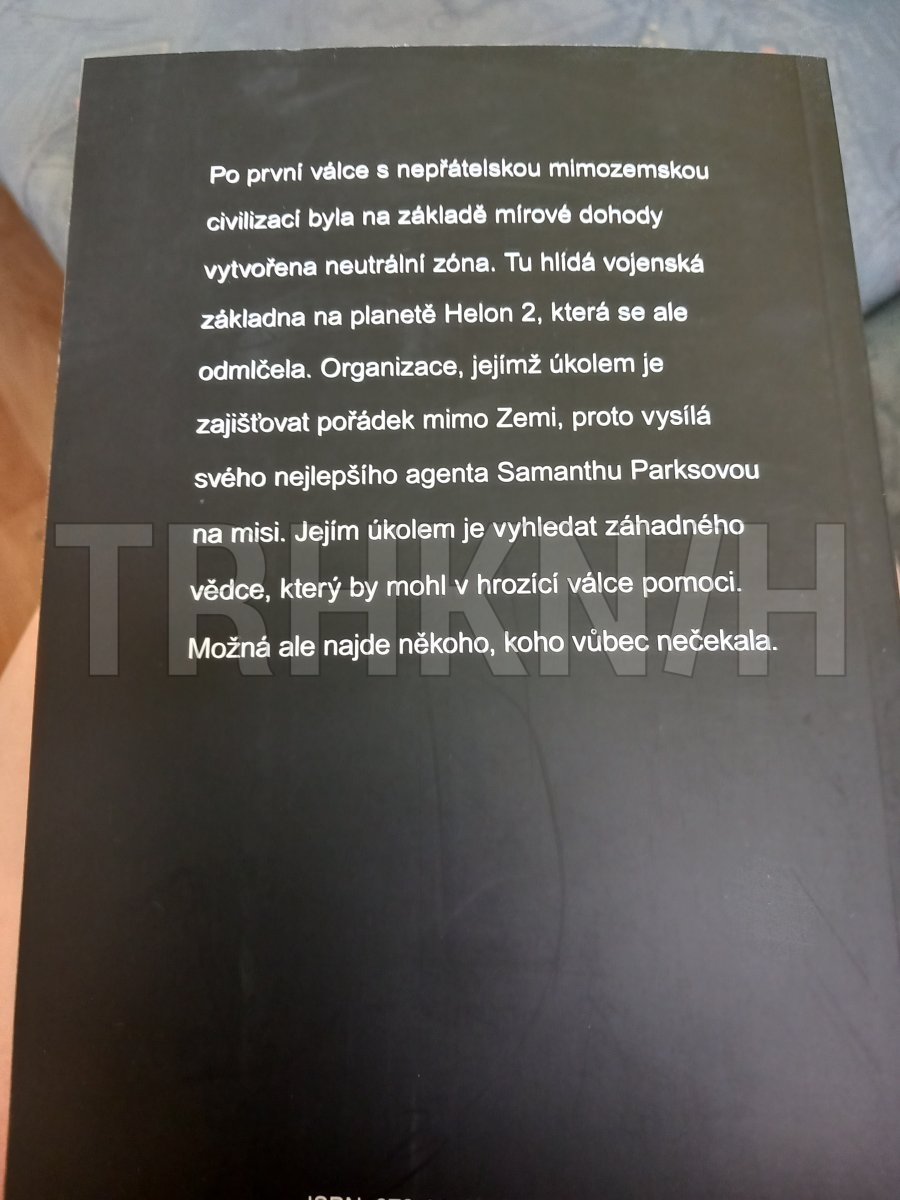 Po první válce s nepřátelskou mimozemskou
civilizací byla na základě mírové dohody
vytvořena neutrální zóna. Tu hlídá vojenská
základna na planetě Helon 2, která se ale
odmlčela. Organizace, jejímž úkolem je
zajišťovat pořádek mimo Zemi, proto vysílá
svého nejlepšího agenta Samanthu Parksovou
na misi. Jejím úkolem je vyhledat záhadného
TRHKNIH
vědce, který by mohl v hrozící válce pomoci.
Možná ale najde někoho, koho vůbec nečekala.